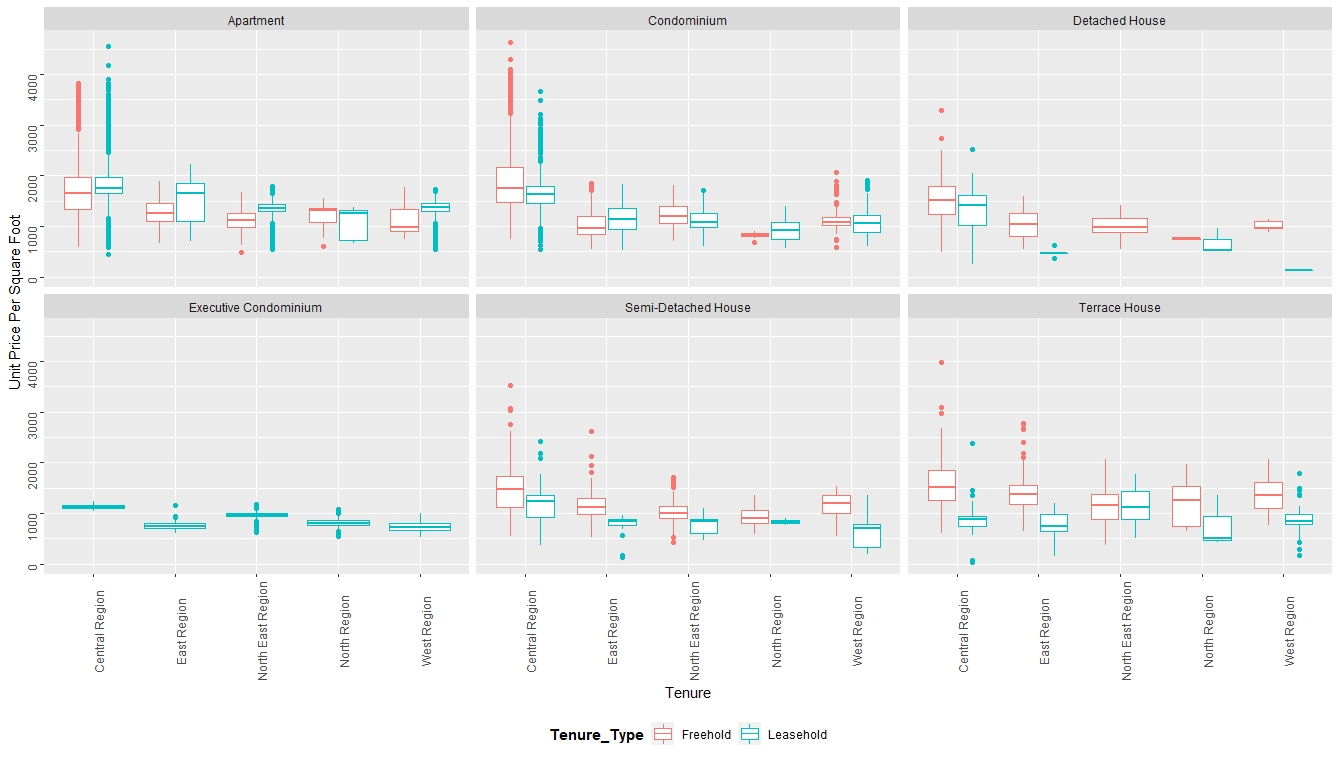 Apartment
Condominium
Detached House
4000
3000
2000
1000
0
Executive Condominium
Semi-Detached House
Terrace House
4000
3000
2000
1000
0
Unit Price Per Square Foot
Central Region
East Region
North East Region
North Region
West Region
Central Region
East Region
North East Region
North Region
West Region
Central Region
East Region
North East Region
North Region
West Region
Tenure
Tenure_Type Freehold Leasehold